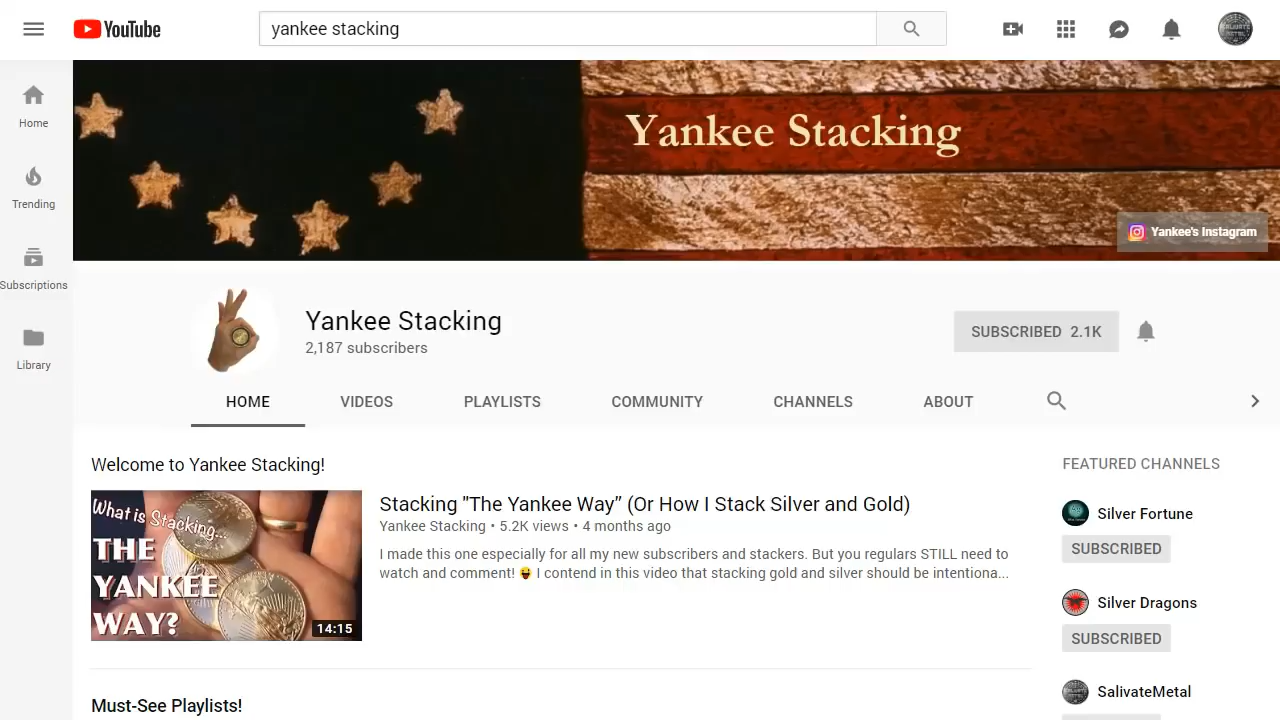 YouTube
yankee stacking
Home
Trending
Subscriptions
Library
Yankee Stacking
Yankee's Instagram
Yankee Stacking
2,187 subscribers
SUBSCRIBED 2.1K
HOME VIDEOS PLAYLISTS COMMUNITY CHANNELS ABOUT
Welcome to Yankee Stacking!
What is Stacking...
THE
YANKEE
WAY?
14:15
Stacking "The Yankee Way” (Or How I Stack Silver and Gold)
Yankee Stacking • 5.2K views • 4 months ago
I made this one especially for all my new subscribers and stackers. But you regulars STILL need to
watch and comment! 😜 I contend in this video that stacking gold and silver should be intentiona...
Must-See Playlists!
FEATURED CHANNELS
Silver Fortune
SUBSCRIBED
Silver Dragons
SUBSCRIBED
SalivateMetal